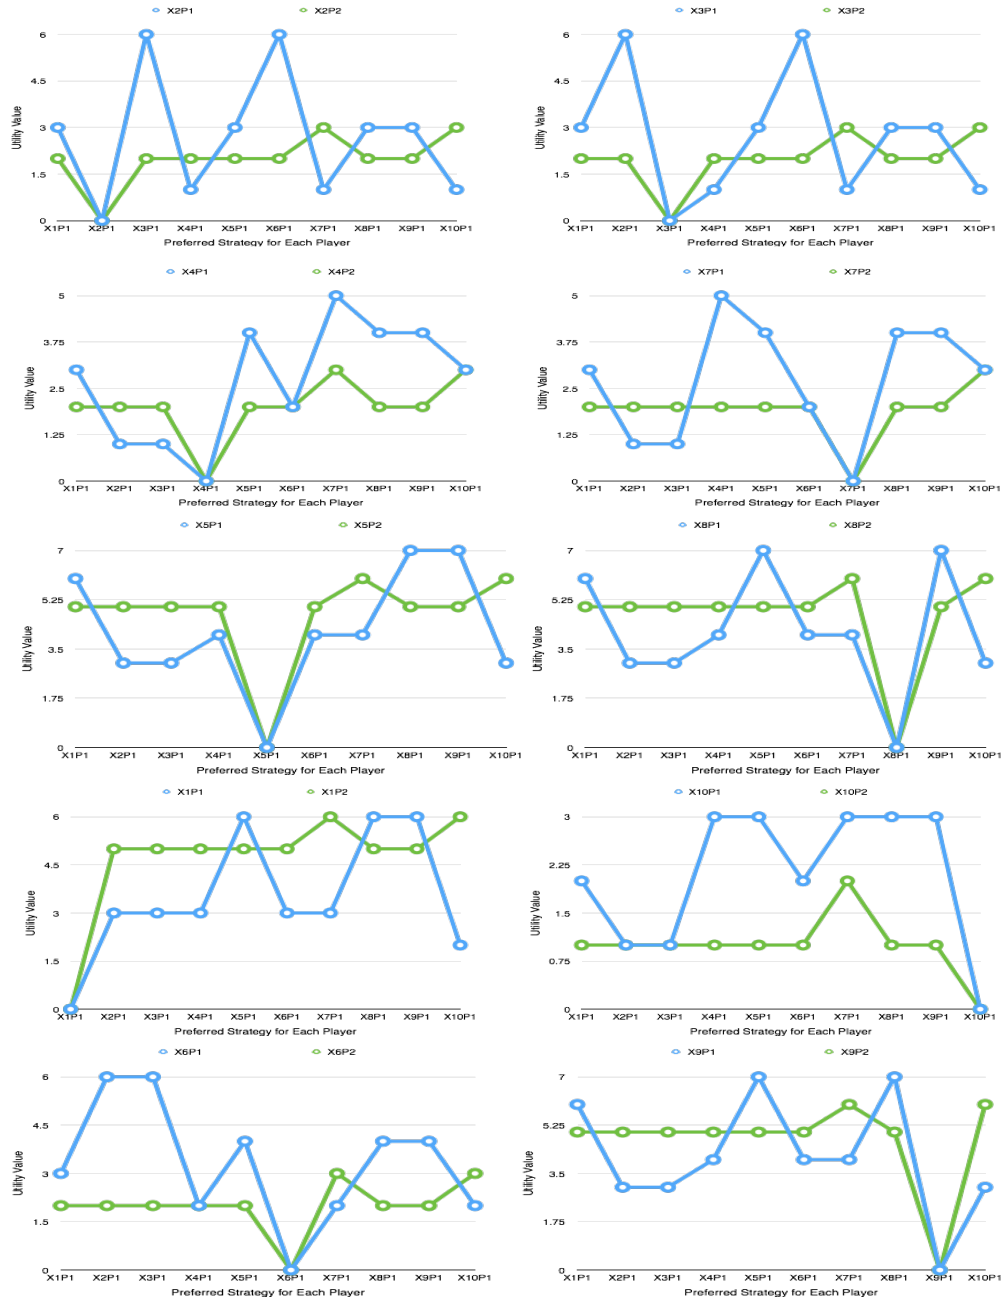 X2P1 X2P2
Utility Value
6
4.5
3
1.5
0
X1P1 X2P1 X3P1 X4P1 X5P1 X6P1 X7P1 X8P1 X9P1 X10P1
Preferred Strategy for Each Player
X3P1 X3P2
Utility Value
6
4.5
3
1.5
0
X1P1 X2P1 X3P1 X4P1 X5P1 X6P1 X7P1 X8P1 X9P1 X10P1
Preferred Strategy for Each Player
X4P1 X4P2
Utility Value
5
3.75
2.5
1.25
0
X1P1 X2P1 X3P1 X4P1 X5P1 X6P1 X7P1 X8P1 X9P1 X10P1
Preferred Strategy for Each Player
X7P1 X7P2
Utility Value
5
3.75
2.5
1.25
0
X1P1 X2P1 X3P1 X4P1 X5P1 X6P1 X7P1 X8P1 X9P1 X10P1
Preferred Strategy for Each Player
X5P1 X5P2
Utility Value
7
5.25
3.5
1.75
0
X1P1 X2P1 X3P1 X4P1 X5P1 X6P1 X7P1 X8P1 X9P1 X10P1
Preferred Strategy for Each Player
X8P1 X8P2
Utility Value
7
5.25
3.5
1.75
0
X1P1 X2P1 X3P1 X4P1 X5P1 X6P1 X7P1 X8P1 X9P1 X10P1
Preferred Strategy for Each Player
X1P1 X1P2
Utility Value
6
4.5
3
1.5
0
X1P1 X2P1 X3P1 X4P1 X5P1 X6P1 X7P1 X8P1 X9P1 X10P1
Preferred Strategy for Each Player
X10P1 X10P2
Utility Value
3
2.25
1.5
0.75
0
X1P1 X2P1 X3P1 X4P1 X5P1 X6P1 X7P1 X8P1 X9P1 X10P1
Preferred Strategy for Each Player
X6P1 X6P2
Utility Value
6
4.5
3
1.5
0
X1P1 X2P1 X3P1 X4P1 X5P1 X6P1 X7P1 X8P1 X9P1 X10P1
Preferred Strategy for Each Player
X9P1 X9P2
Utility Value
7
5.25
3.5
1.75
0
X1P1 X2P1 X3P1 X4P1 X5P1 X6P1 X7P1 X8P1 X9P1 X10P1
Preferred Strategy for Each Player